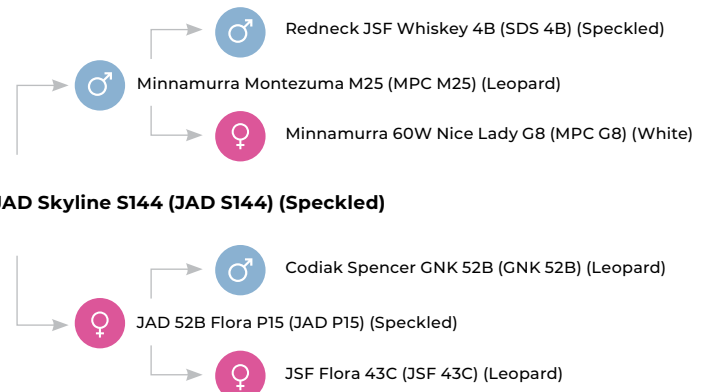 Redneck JSF Whiskey 4B (SDS 4B) (Speckled)
Minnamurra Montezuma M25 (MPC M25) (Leopard)
Minnamurra 60W Nice Lady G8 (MPC G8) (White)
JAD Skyline S144 (JAD S144) (Speckled)
Codiak Spencer GNK 52B (GNK 52B) (Leopard)
JAD 52B Flora P15 (JAD P15) (Speckled)
JSF Flora 43C (JSF 43C) (Leopard)